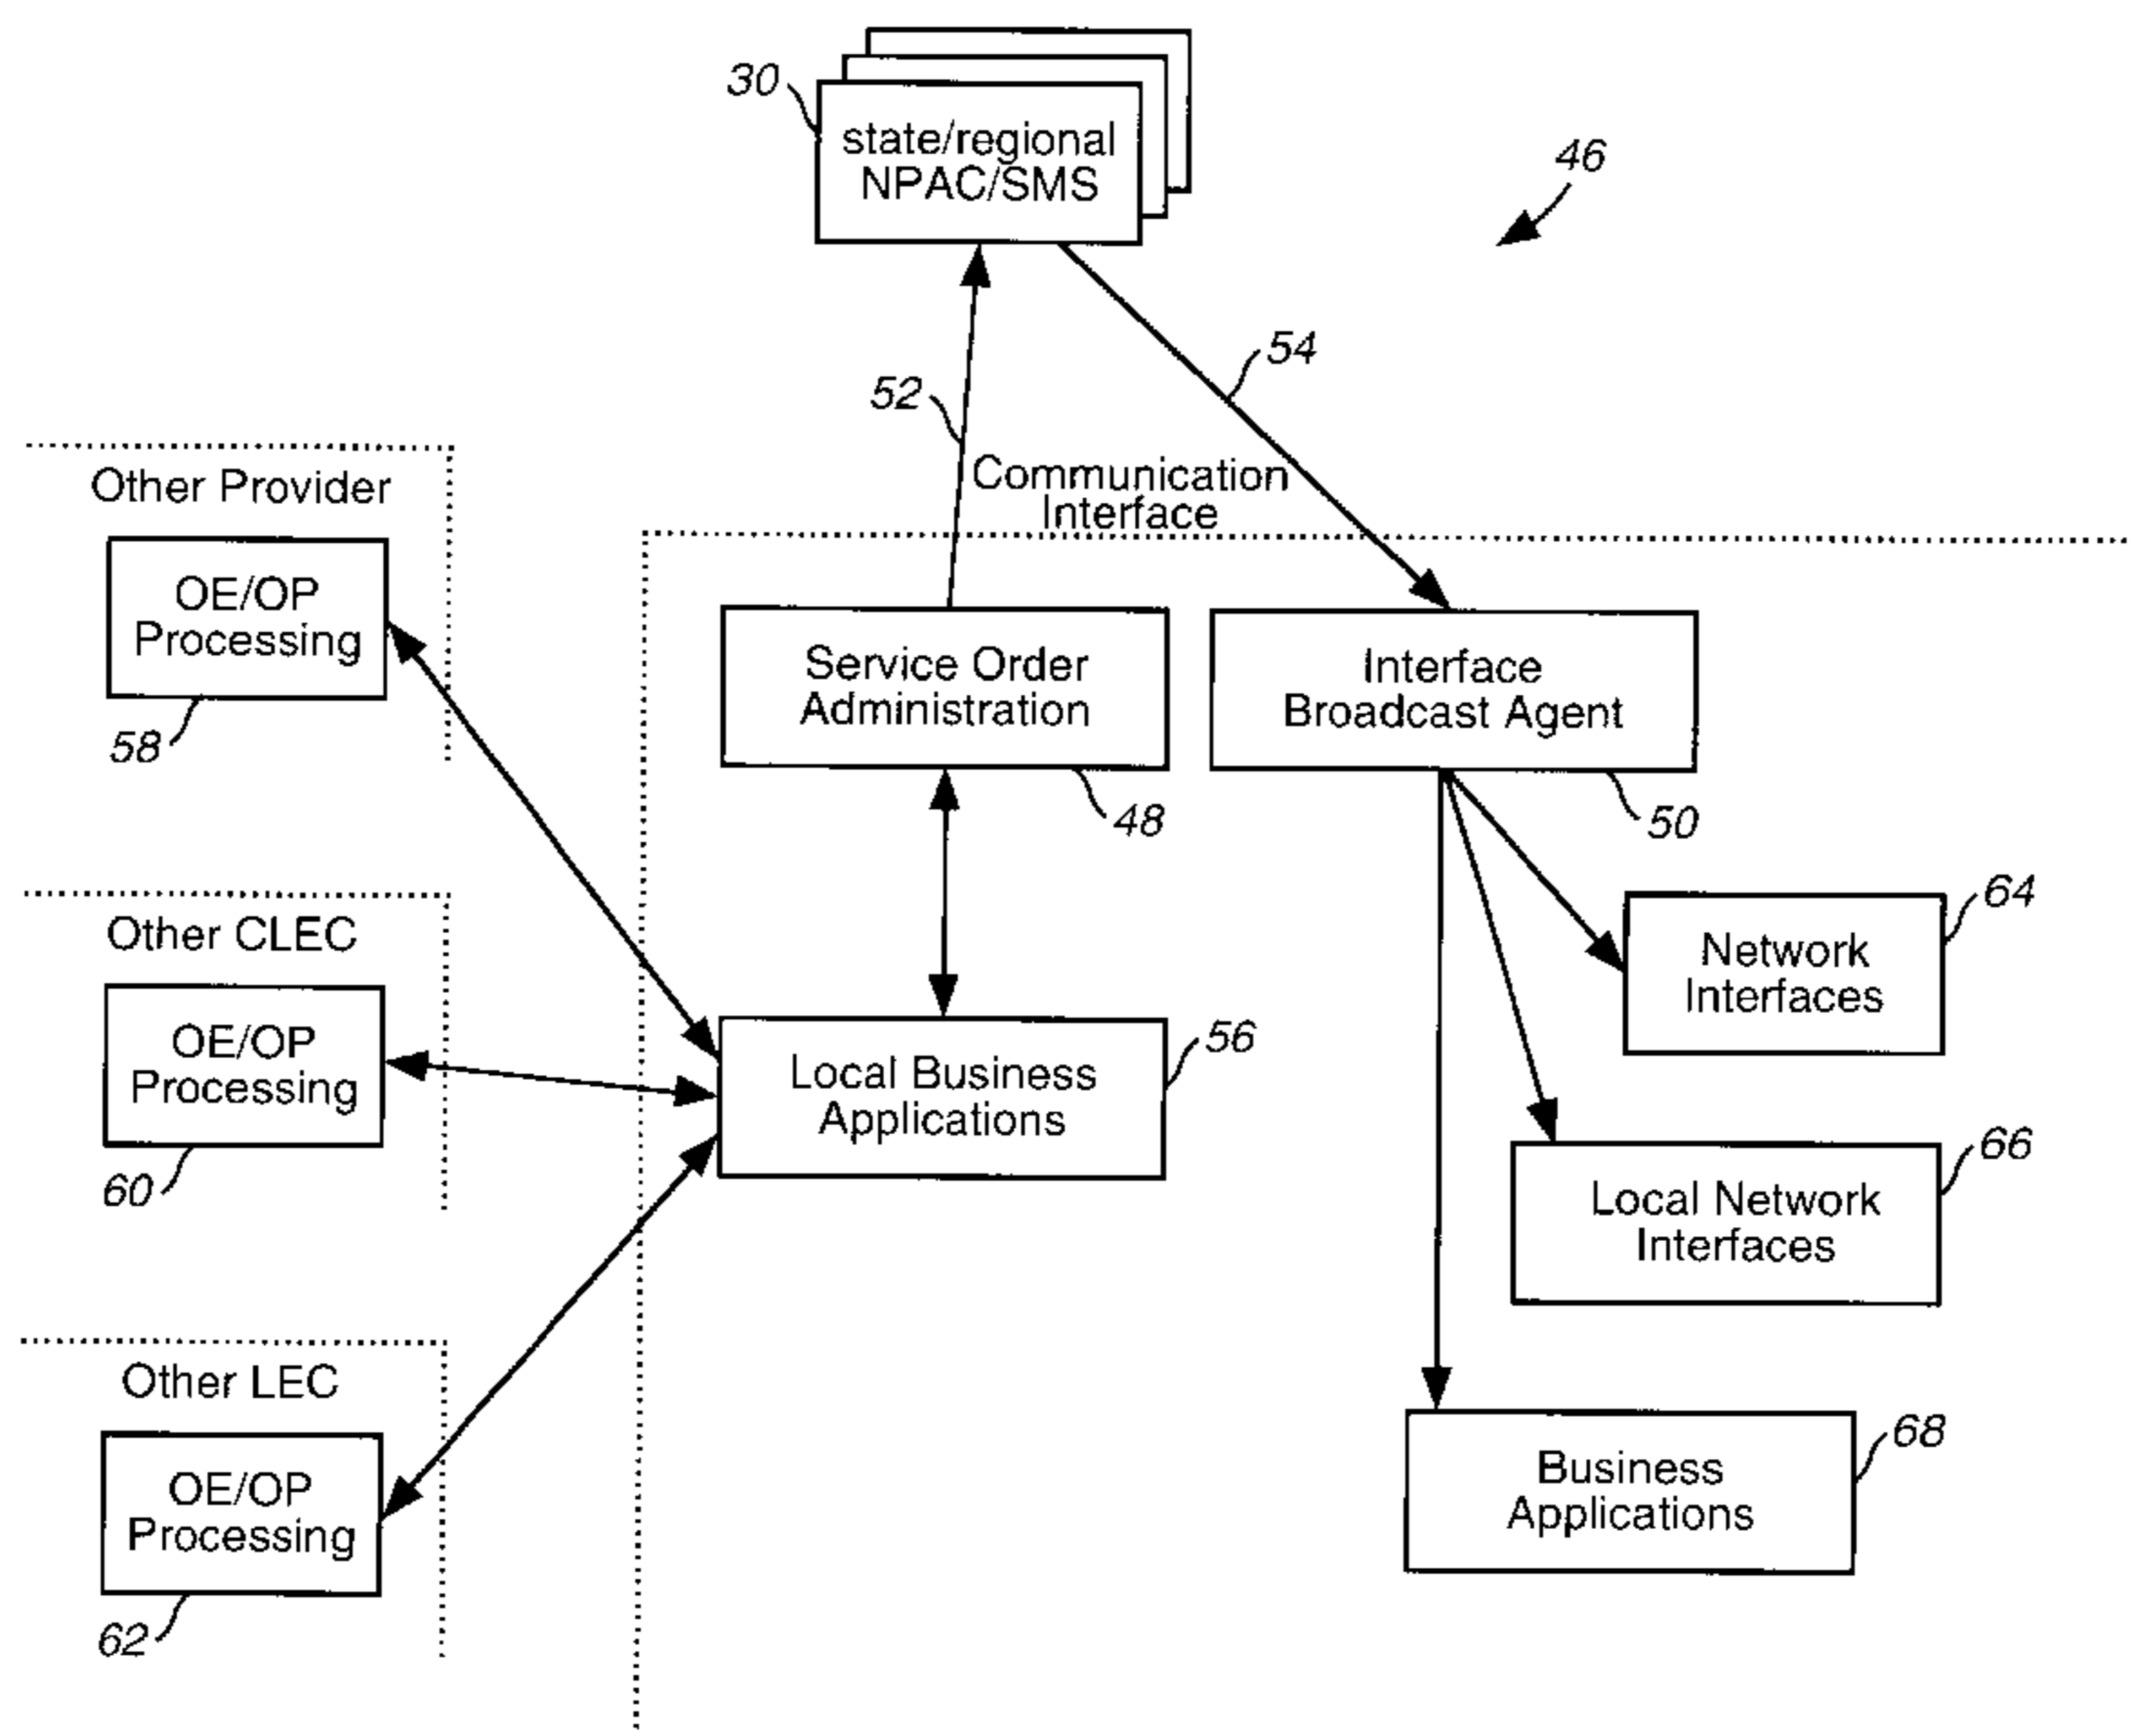 30
state/regional
NPAC/SMS
46
54
52
Communication
Interface
Other Provider
OE/OP
Processing
58
Service Order
Administration
48
Interface
Broadcast Agent
50
Other CLEC
OE/OP
Processing
60
Local Business
Applications
56
Network
Interfaces
64
Local Network
Interfaces
66
Other LEC
OE/OP
Processing
62
Business
Applications
68